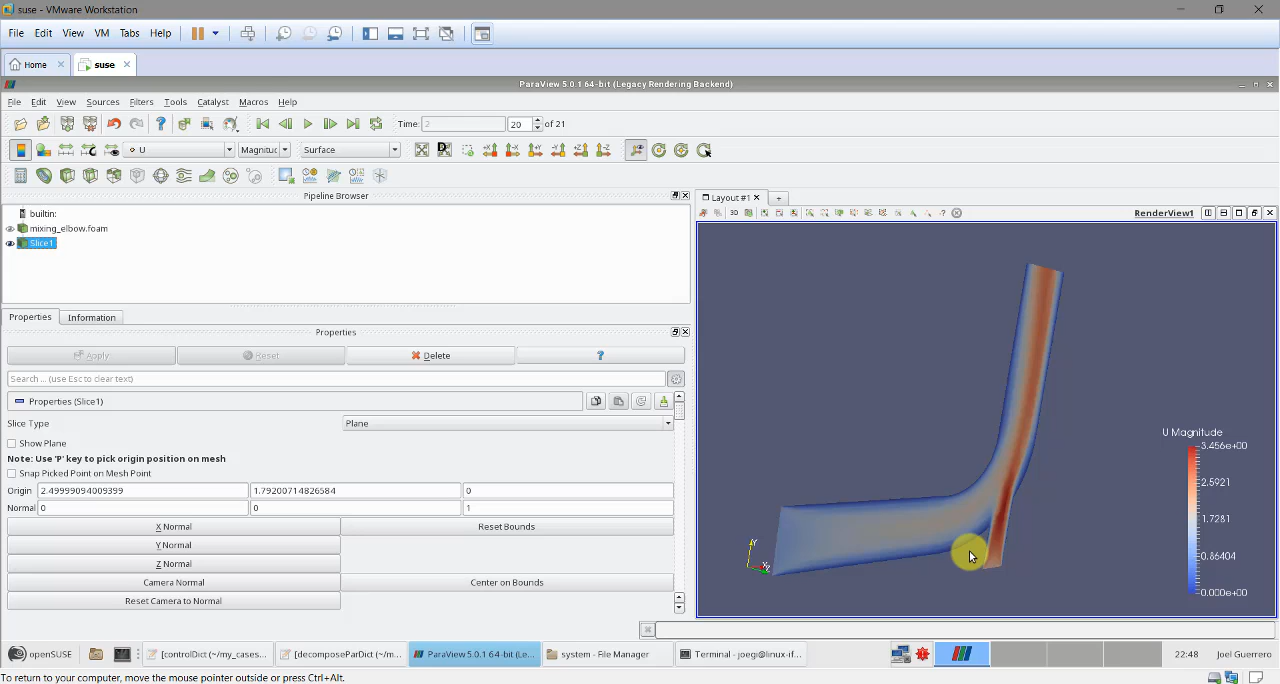 suse - VMware Workstation
File Edit View VM Tabs Help
Home suse
ParaView 5.0.1 64-bit (Legacy Rendering Backend)
File Edit View Sources Filters Tools Catalyst Macros Help
Time: 2 20 of 21
U Magnituc Surface
Pipeline Browser
Layout #1
builtin:
3D RenderView1
mixing_elbow.foam
Slice1
Properties Information
Properties
Apply Reset Delete ?
Search ... (use Esc to clear text)
Properties (Slice1)
Slice Type Plane
Show Plane
Note: Use 'P' key to pick origin position on mesh
Snap Picked Point on Mesh Point
Origin 2.49999094009399 1.79200714826584 0
Normal 0 0 1
X Normal Reset Bounds
Y Normal
Z Normal
Camera Normal Center on Bounds
Reset Camera to Normal
U Magnitude
3.456e+00
2.5921
1.7281
0.86404
0.000e+00
Y
openSUSE [controlDict (~/my_cases... [decomposeParDict (~/m... ParaView 5.0.1 64-bit (Le... system - File Manager Terminal - joegi@linux-if... 22:48 Joel Guerrero
To return to your computer, move the mouse pointer outside or press Ctrl+Alt.